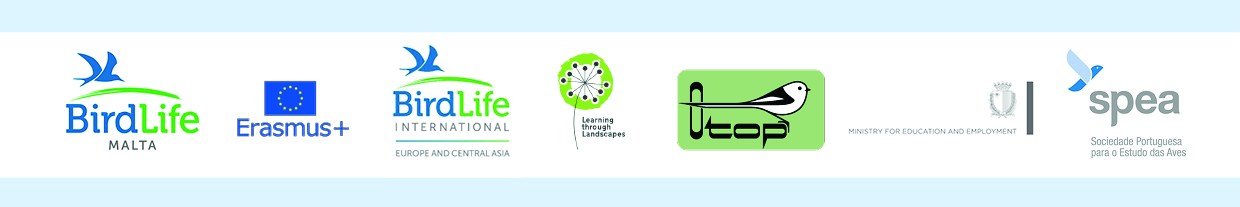 BirdLife
MALTA
Erasmus+
BirdLife
INTERNATIONAL
EUROPE AND CENTRAL ASIA
Learning
through
Landscapes
Otop
MINISTRY FOR EDUCATION AND EMPLOYMENT
spea
Sociedade Portuguesa
para o Estudo das Aves